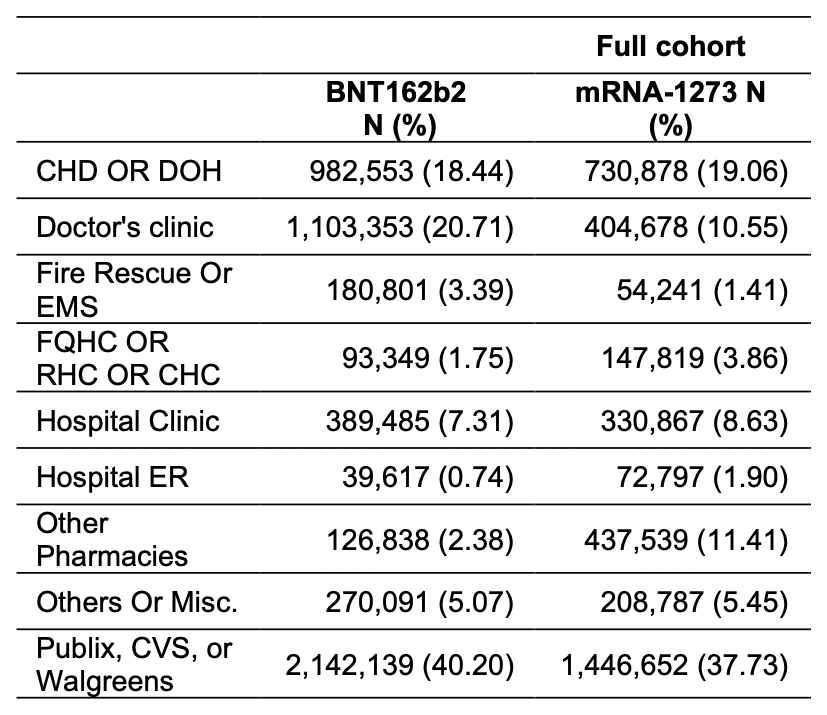 Full cohort
BNT162b2 N (%)
mRNA-1273 N (%)
CHD OR DOH 982,553 (18.44) 730,878 (19.06)
Doctor's clinic 1,103,353 (20.71) 404,678 (10.55)
Fire Rescue Or EMS 180,801 (3.39) 54,241 (1.41)
FQHC OR RHC OR CHC 93,349 (1.75) 147,819 (3.86)
Hospital Clinic 389,485 (7.31) 330,867 (8.63)
Hospital ER 39,617 (0.74) 72,797 (1.90)
Other Pharmacies 126,838 (2.38) 437,539 (11.41)
Others Or Misc. 270,091 (5.07) 208,787 (5.45)
Publix, CVS, or Walgreens 2,142,139 (40.20) 1,446,652 (37.73)